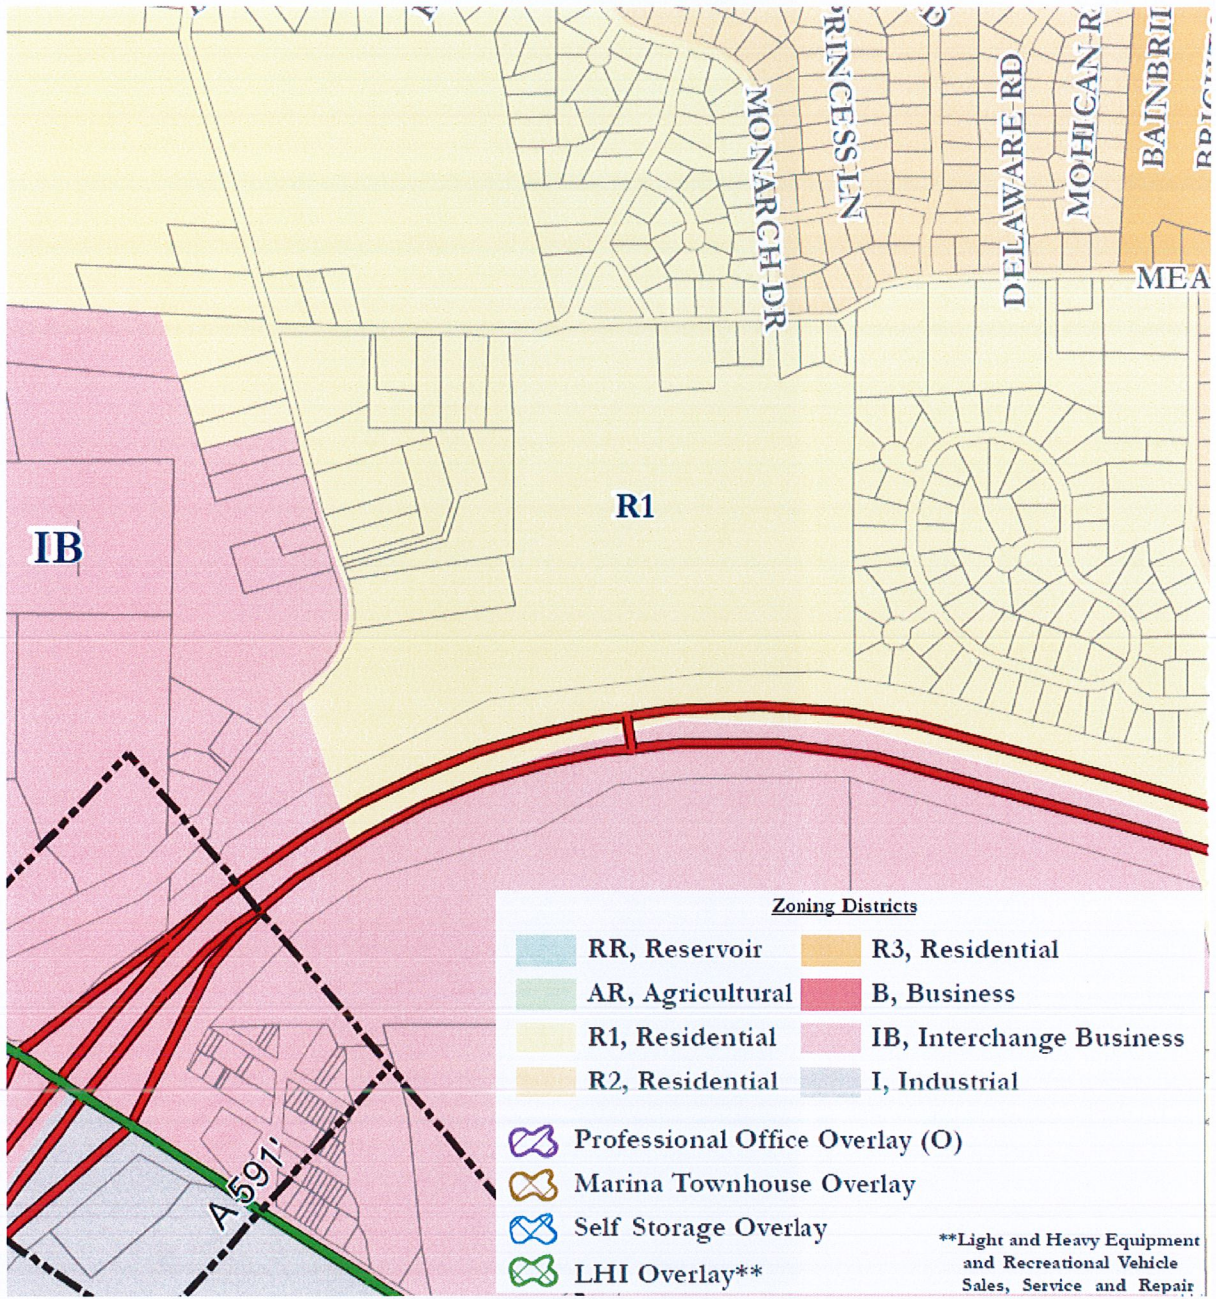 MONARCH DR
PRINCESS LN
DELAWARE RD
MOHICAN R
BAINBRI
MEA
R1
IB
A 591'
Zoning Districts
RR, Reservoir
AR, Agricultural
R1, Residential
R2, Residential
R3, Residential
B, Business
IB, Interchange Business
I, Industrial
Professional Office Overlay (O)
Marina Townhouse Overlay
Self Storage Overlay
LHI Overlay**
**Light and Heavy Equipment
and Recreational Vehicle
Sales, Service and Repair